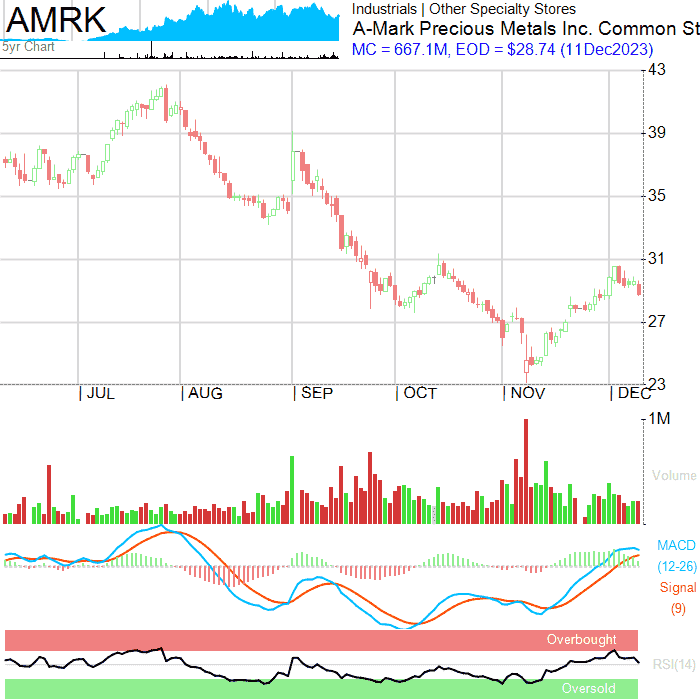 AMRK
5yr Chart
Industrials | Other Specialty Stores
A-Mark Precious Metals Inc. Common St
MC = 667.1M, EOD = $28.74 (11Dec2023)
43
39
35
31
27
23
| JUL | AUG | SEP | OCT | NOV | DEC
1M
Volume
MACD
(12-26)
Signal
(9)
Overbought
RSI(14)
Oversold